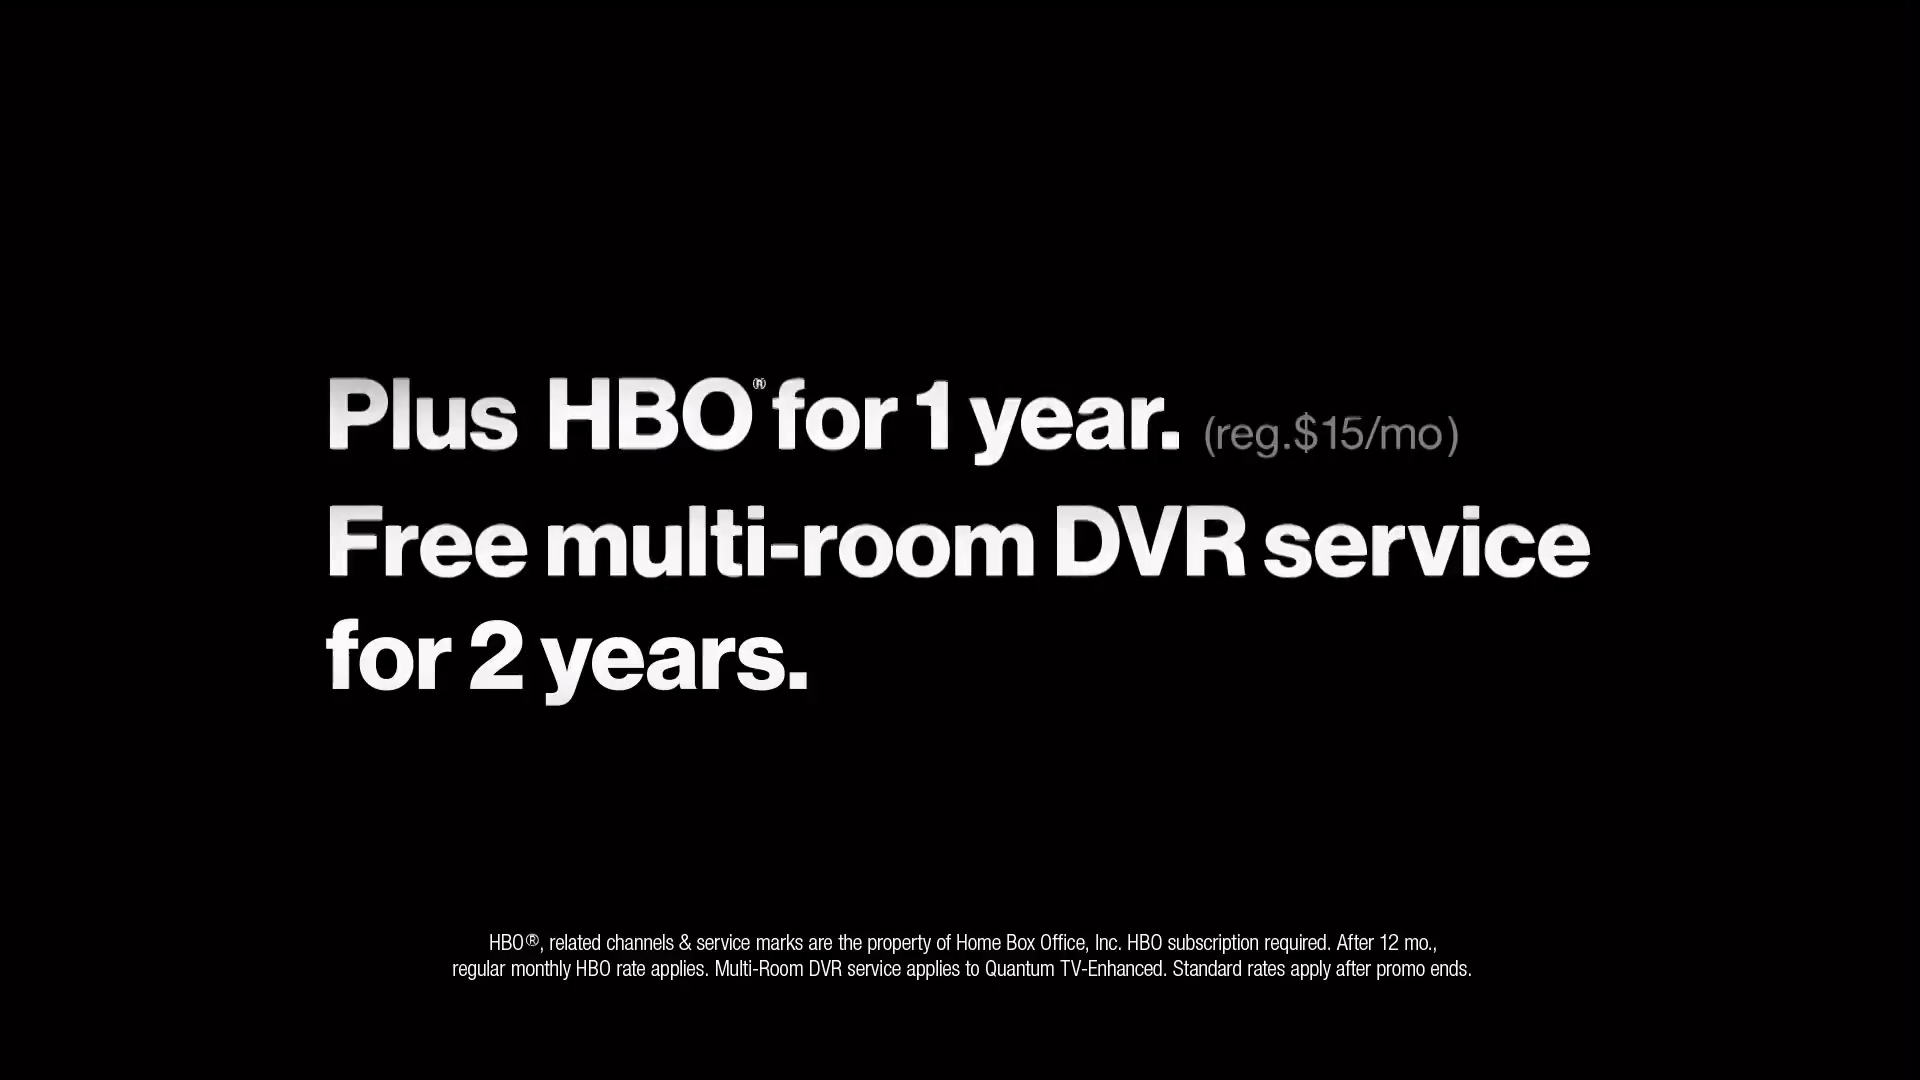 Plus HBO® for 1 year. (reg.$15/mo)
Free multi-room DVR service
for 2 years.
HBO®, related channels & service marks are the property of Home Box Office, Inc. HBO subscription required. After 12 mo.,
regular monthly HBO rate applies. Multi-Room DVR service applies to Quantum TV-Enhanced. Standard rates apply after promo ends.